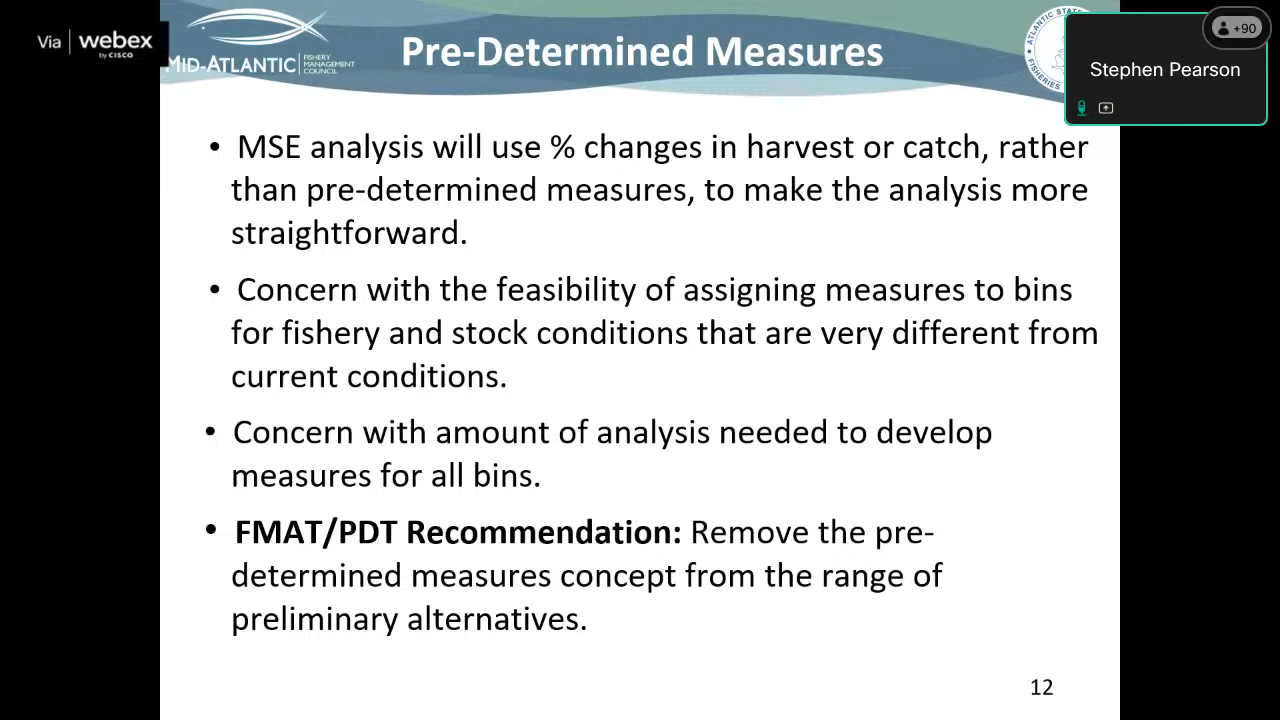 Via webex
by CISCO
MID-ATLANTIC FISHERY
MANAGEMENT
COUNCIL
Pre-Determined Measures
ATLANTIC STATE
FISHERIES
+90
Stephen Pearson
• MSE analysis will use % changes in harvest or catch, rather
than pre-determined measures, to make the analysis more
straightforward.
• Concern with the feasibility of assigning measures to bins
for fishery and stock conditions that are very different from
current conditions.
• Concern with amount of analysis needed to develop
measures for all bins.
• FMAT/PDT Recommendation: Remove the pre-
determined measures concept from the range of
preliminary alternatives.
12